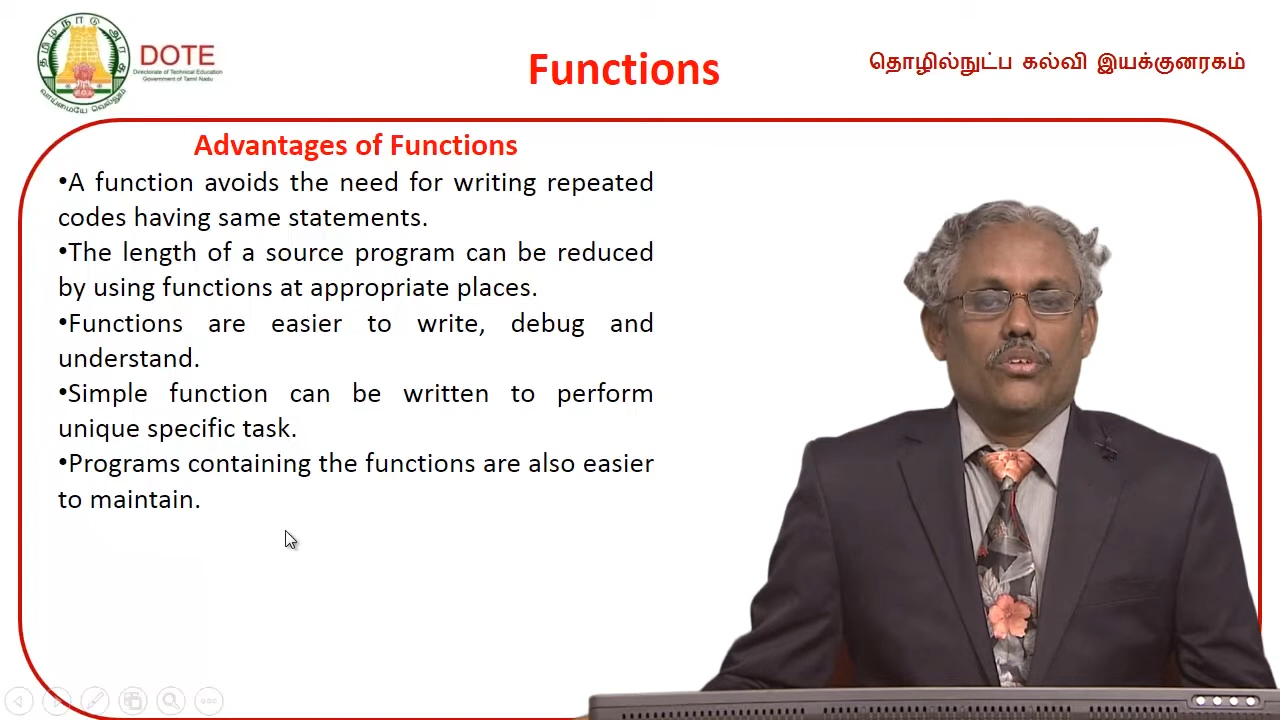 DOTE
Directorate of Technical Education
Government of Tamil Nadu
Functions
தொழில்நுட்ப கல்வி இயக்குனரகம்
Advantages of Functions
•A function avoids the need for writing repeated
codes having same statements.
•The length of a source program can be reduced
by using functions at appropriate places.
•Functions are easier to write, debug and
understand.
•Simple function can be written to perform
unique specific task.
•Programs containing the functions are also easier
to maintain.